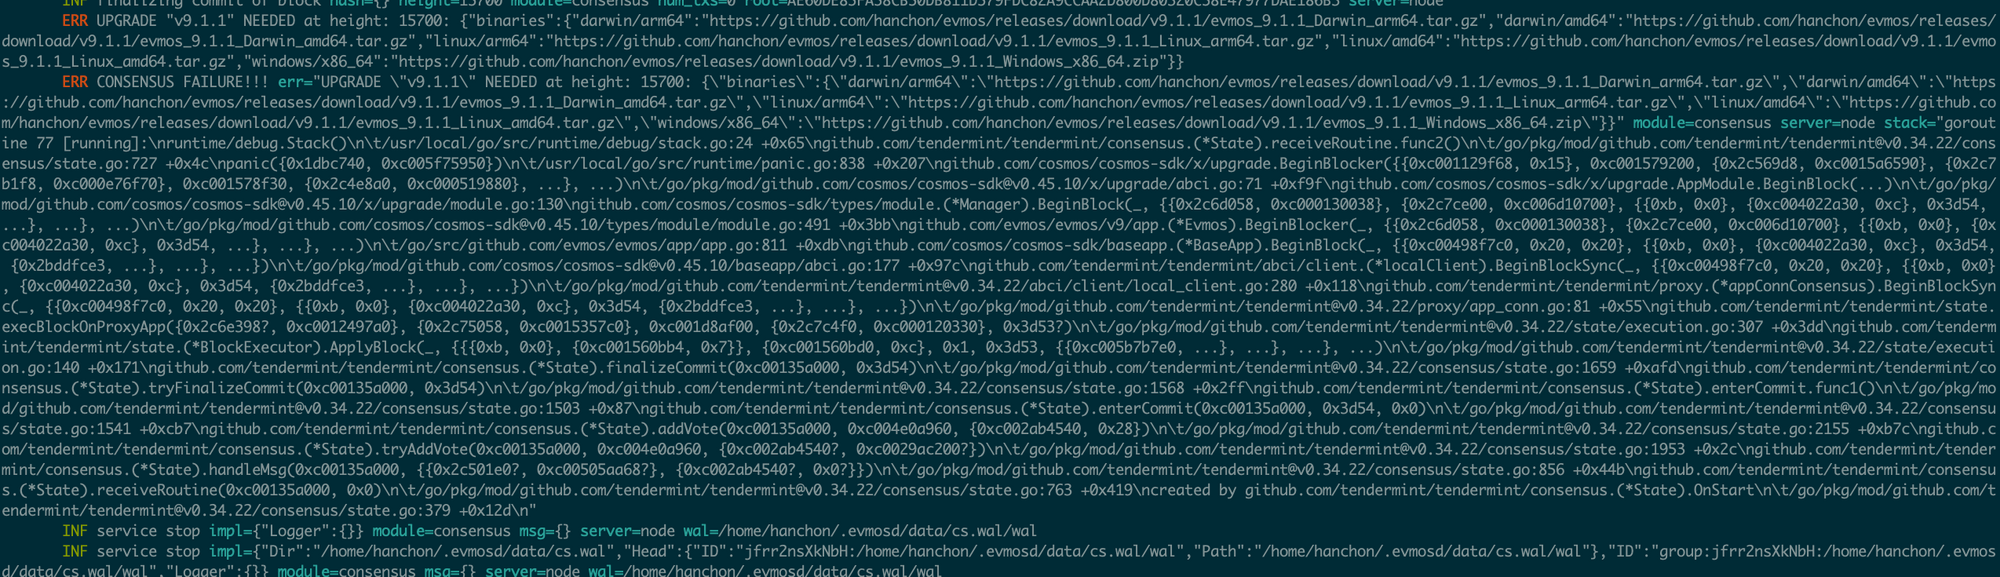 INF finalizing commit of block hash={} height=15700 module=consensus num_txs=0 server=node
ERR UPGRADE "v9.1.1" NEEDED at height: 15700: {"binaries":{"darwin/arm64":"https://github.com/hanchon/evmos/releases/download/v9.1.1/evmos_9.1.1_Darwin_arm64.tar.gz","darwin/amd64":"https://github.com/hanchon/evmos/releases/
download/v9.1.1/evmos_9.1.1_Darwin_amd64.tar.gz","linux/arm64":"https://github.com/hanchon/evmos/releases/download/v9.1.1/evmos_9.1.1_Linux_arm64.tar.gz","linux/amd64":"https://github.com/hanchon/evmos/releases/download/v9.1.1/evmo
s_9.1.1_Linux_amd64.tar.gz","windows/x86_64":"https://github.com/hanchon/evmos/releases/download/v9.1.1/evmos_9.1.1_Windows_x86_64.zip"}}
ERR CONSENSUS FAILURE!!! err="UPGRADE \"v9.1.1\" NEEDED at height: 15700: {\"binaries\":{\"darwin/arm64\":\"https://github.com/hanchon/evmos/releases/download/v9.1.1/evmos_9.1.1_Darwin_arm64.tar.gz\",\"darwin/amd64\":\"https
://github.com/hanchon/evmos/releases/download/v9.1.1/evmos_9.1.1_Darwin_amd64.tar.gz\",\"linux/arm64\":\"https://github.com/hanchon/evmos/releases/download/v9.1.1/evmos_9.1.1_Linux_arm64.tar.gz\",\"linux/amd64\":\"https://github.co
m/hanchon/evmos/releases/download/v9.1.1/evmos_9.1.1_Linux_amd64.tar.gz\",\"windows/x86_64\":\"https://github.com/hanchon/evmos/releases/download/v9.1.1/evmos_9.1.1_Windows_x86_64.zip\"}}" module=consensus server=node stack="gorout
ine 77 [running]:\nruntime/debug.Stack()\n\t/usr/local/go/src/runtime/debug/stack.go:24 +0x65\ngithub.com/tendermint/tendermint/consensus.(*State).receiveRoutine.func2()\n\t/go/pkg/mod/github.com/tendermint/tendermint@v0.34.22/cons
ensus/state.go:727 +0x4c\npanic({0x1dbc740, 0xc005f75950})\n\t/usr/local/go/src/runtime/panic.go:838 +0x207\ngithub.com/cosmos/cosmos-sdk/x/upgrade.BeginBlocker({{0xc001129f68, 0x15}, 0xc001579200, {0x2c569d8, 0xc0015a6590}, {0x2c7
b1f8, 0xc000e76f70}, 0xc001578f30, {0x2c4e8a0, 0xc000519880}, ...}, ...)\n\t/go/pkg/mod/github.com/cosmos/cosmos-sdk@v0.45.10/x/upgrade/abci.go:71 +0xf9f\ngithub.com/cosmos/cosmos-sdk/x/upgrade.AppModule.BeginBlock(...)\n\t/go/pkg/
mod/github.com/cosmos/cosmos-sdk@v0.45.10/x/upgrade/module.go:130\ngithub.com/cosmos/cosmos-sdk/types/module.(*Manager).BeginBlock(_, {{0x2c6d058, 0xc000130038}, {0x2c7ce00, 0xc006d10700}, {{0xb, 0x0}, {0xc004022a30, 0xc}, 0x3d54,
...}, ...}, ...)\n\t/go/pkg/mod/github.com/cosmos/cosmos-sdk@v0.45.10/types/module/module.go:491 +0x3bb\ngithub.com/evmos/evmos/v9/app.(*Evmos).BeginBlocker(_, {{0x2c6d058, 0xc000130038}, {0x2c7ce00, 0xc006d10700}, {{0xb, 0x0}, {0x
c004022a30, 0xc}, 0x3d54, ...}, ...}, ...)\n\t/go/src/github.com/evmos/evmos/app/app.go:811 +0xdb\ngithub.com/cosmos/cosmos-sdk/baseapp.(*BaseApp).BeginBlock(_, {{0xc00498f7c0, 0x20, 0x20}, {{0xb, 0x0}, {0xc004022a30, 0xc}, 0x3d54,
{0x2bddfce3, ...}, ...}, ...})\n\t/go/pkg/mod/github.com/cosmos/cosmos-sdk@v0.45.10/baseapp/abci.go:177 +0x97c\ngithub.com/tendermint/tendermint/abci/client.(*localClient).BeginBlockSync(_, {{0xc00498f7c0, 0x20, 0x20}, {{0xb, 0x0}
, {0xc004022a30, 0xc}, 0x3d54, {0x2bddfce3, ...}, ...}, ...})\n\t/go/pkg/mod/github.com/tendermint/tendermint@v0.34.22/abci/client/local_client.go:280 +0x118\ngithub.com/tendermint/tendermint/proxy.(*appConnConsensus).BeginBlockSyn
c(_, {{0xc00498f7c0, 0x20, 0x20}, {{0xb, 0x0}, {0xc004022a30, 0xc}, 0x3d54, {0x2bddfce3, ...}, ...}, ...})\n\t/go/pkg/mod/github.com/tendermint/tendermint@v0.34.22/proxy/app_conn.go:81 +0x55\ngithub.com/tendermint/tendermint/state.
execBlockOnProxyApp({0x2c6e398?, 0xc0012497a0}, {0x2c75058, 0xc0015357c0}, 0xc001d8af00, {0x2c7c4f0, 0xc000120330}, 0x3d53?)\n\t/go/pkg/mod/github.com/tendermint/tendermint@v0.34.22/state/execution.go:307 +0x3dd\ngithub.com/tenderm
int/tendermint/state.(*BlockExecutor).ApplyBlock(_, {{{0xb, 0x0}, {0xc001560bb4, 0x7}}, {0xc001560bd0, 0xc}, 0x1, 0x3d53, {{0xc005b7b7e0, ...}, ...}, ...}, ...)\n\t/go/pkg/mod/github.com/tendermint/tendermint@v0.34.22/state/executi
on.go:140 +0x171\ngithub.com/tendermint/tendermint/consensus.(*State).finalizeCommit(0xc00135a000, 0x3d54)\n\t/go/pkg/mod/github.com/tendermint/tendermint@v0.34.22/consensus/state.go:1659 +0xafd\ngithub.com/tendermint/tendermint/co
nsensus.(*State).tryFinalizeCommit(0xc00135a000, 0x3d54)\n\t/go/pkg/mod/github.com/tendermint/tendermint@v0.34.22/consensus/state.go:1568 +0x2ff\ngithub.com/tendermint/tendermint/consensus.(*State).enterCommit.func1()\n\t/go/pkg/mo
d/github.com/tendermint/tendermint@v0.34.22/consensus/state.go:1503 +0x87\ngithub.com/tendermint/tendermint/consensus.(*State).enterCommit(0xc00135a000, 0x3d54, 0x0)\n\t/go/pkg/mod/github.com/tendermint/tendermint@v0.34.22/consensu
s/state.go:1541 +0xcb7\ngithub.com/tendermint/tendermint/consensus.(*State).addVote(0xc00135a000, 0xc004e0a960, {0xc002ab4540, 0x28})\n\t/go/pkg/mod/github.com/tendermint/tendermint@v0.34.22/consensus/state.go:2155 +0xb7c\ngithub.c
om/tendermint/tendermint/consensus.(*State).tryAddVote(0xc00135a000, 0xc004e0a960, {0xc002ab4540?, 0xc0029ac200?})\n\t/go/pkg/mod/github.com/tendermint/tendermint@v0.34.22/consensus/state.go:1953 +0x2c\ngithub.com/tendermint/tender
mint/consensus.(*State).handleMsg(0xc00135a000, {{0x2c501e0?, 0xc00505aa68?}, {0xc002ab4540?, 0x0?}})\n\t/go/pkg/mod/github.com/tendermint/tendermint@v0.34.22/consensus/state.go:856 +0x44b\ngithub.com/tendermint/tendermint/consensu
s.(*State).receiveRoutine(0xc00135a000, 0x0)\n\t/go/pkg/mod/github.com/tendermint/tendermint@v0.34.22/consensus/state.go:763 +0x419\ncreated by github.com/tendermint/tendermint/consensus.(*State).OnStart\n\t/go/pkg/mod/github.com/t
endermint/tendermint@v0.34.22/consensus/state.go:379 +0x12d\n"
INF service stop impl={"Logger":{}} module=consensus msg={} server=node wal=/home/hanchon/.evmosd/data/cs.wal/wal
INF service stop impl={"Dir":"/home/hanchon/.evmosd/data/cs.wal","Head":{"ID":"jfrr2nsXkNbH:/home/hanchon/.evmosd/data/cs.wal/wal","Path":"/home/hanchon/.evmosd/data/cs.wal/wal"},"ID":"group:jfrr2nsXkNbH:/home/hanchon/.evmos
d/data/cs.wal/wal","Logger":{}} module=consensus msg={} server=node wal=/home/hanchon/.evmosd/data/cs.wal/wal